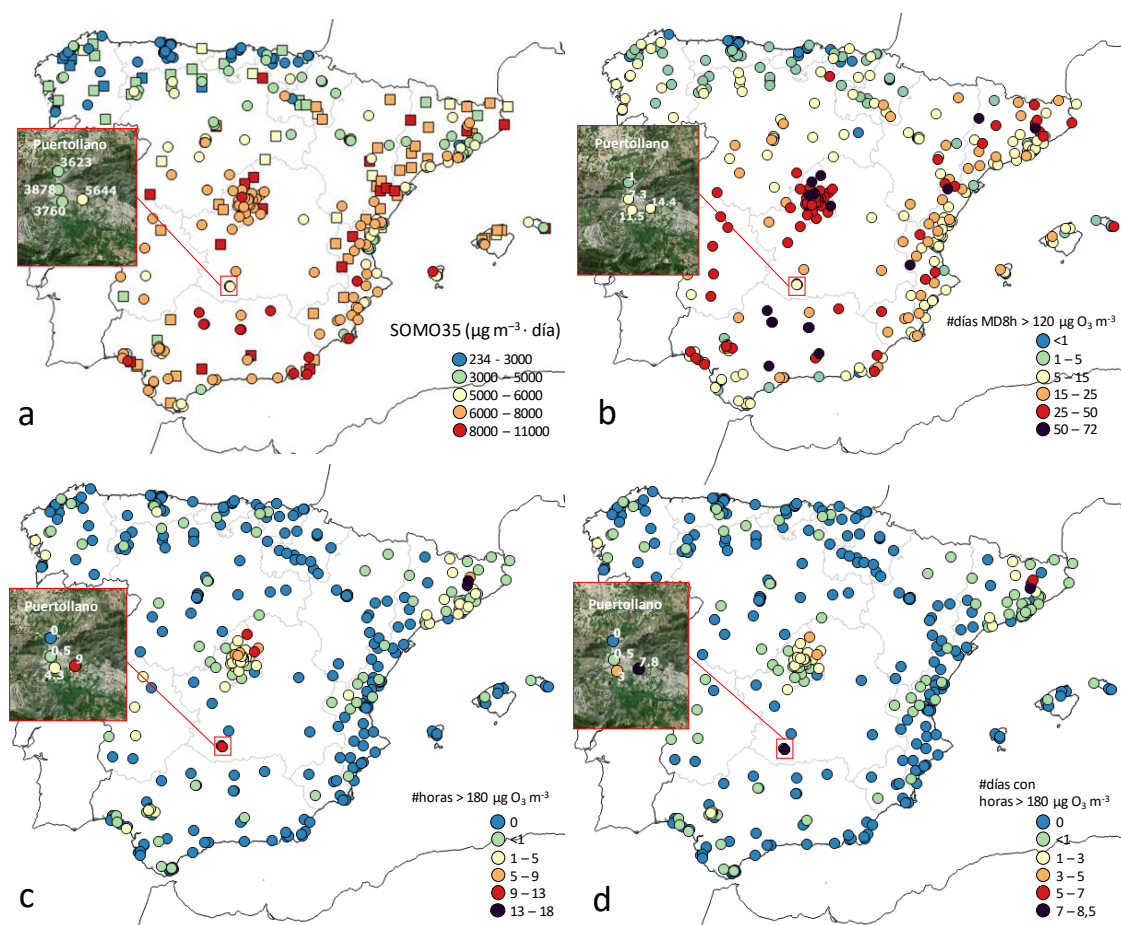 Puertollano
3623
3878
5644
3760
SOMO35 (µg m⁻³ · día)
234 - 3000
3000 – 5000
5000 – 6000
6000 – 8000
8000 – 11000
a
Puertollano
1
7.3
14.4
11.5
#días MD8h > 120 µg O₃ m⁻³
<1
1 – 5
5 – 15
15 – 25
25 – 50
50 – 72
b
Puertollano
0
0.5
9
4.3
#horas > 180 µg O₃ m⁻³
0
<1
1 – 5
5 – 9
9 – 13
13 – 18
c
Puertollano
0
0.5
7.8
3
#días con
horas > 180 µg O₃ m⁻³
0
<1
1 – 3
3 – 5
5 – 7
7 – 8,5
d